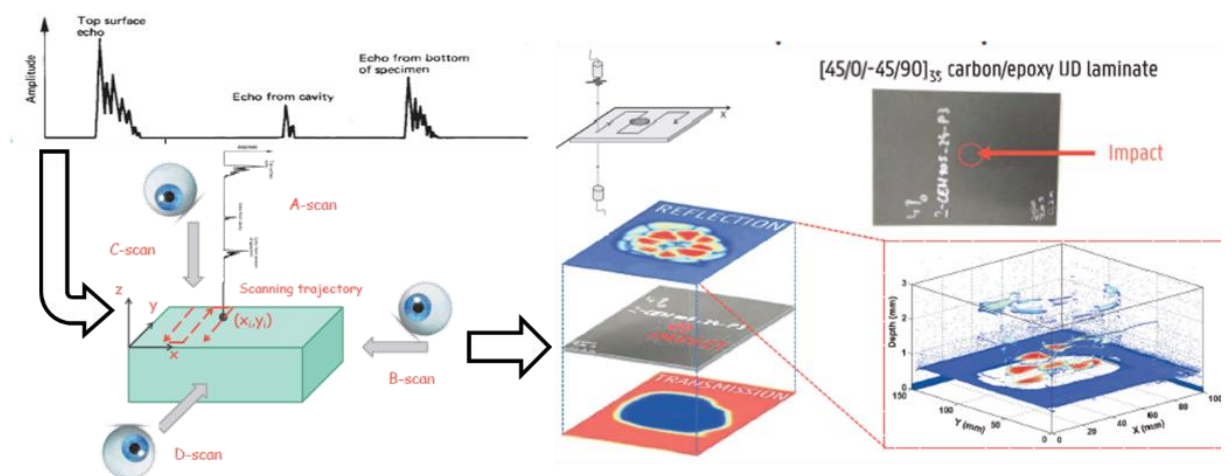 Top surface
echo
Amplitude
Echo from cavity
Echo from bottom
of specimen
A-scan
C-scan
Scanning trajectory
z
y
x
(xᵢ,yᵢ)
B-scan
D-scan
X
REFLECTION
TRANSMISSION
[45/0/-45/90]₃₅ carbon/epoxy UD laminate
Impact
3
2
1
0
Depth (mm)
150
100
50
0
Y (mm)
0
20
40
60
80
100
X (mm)